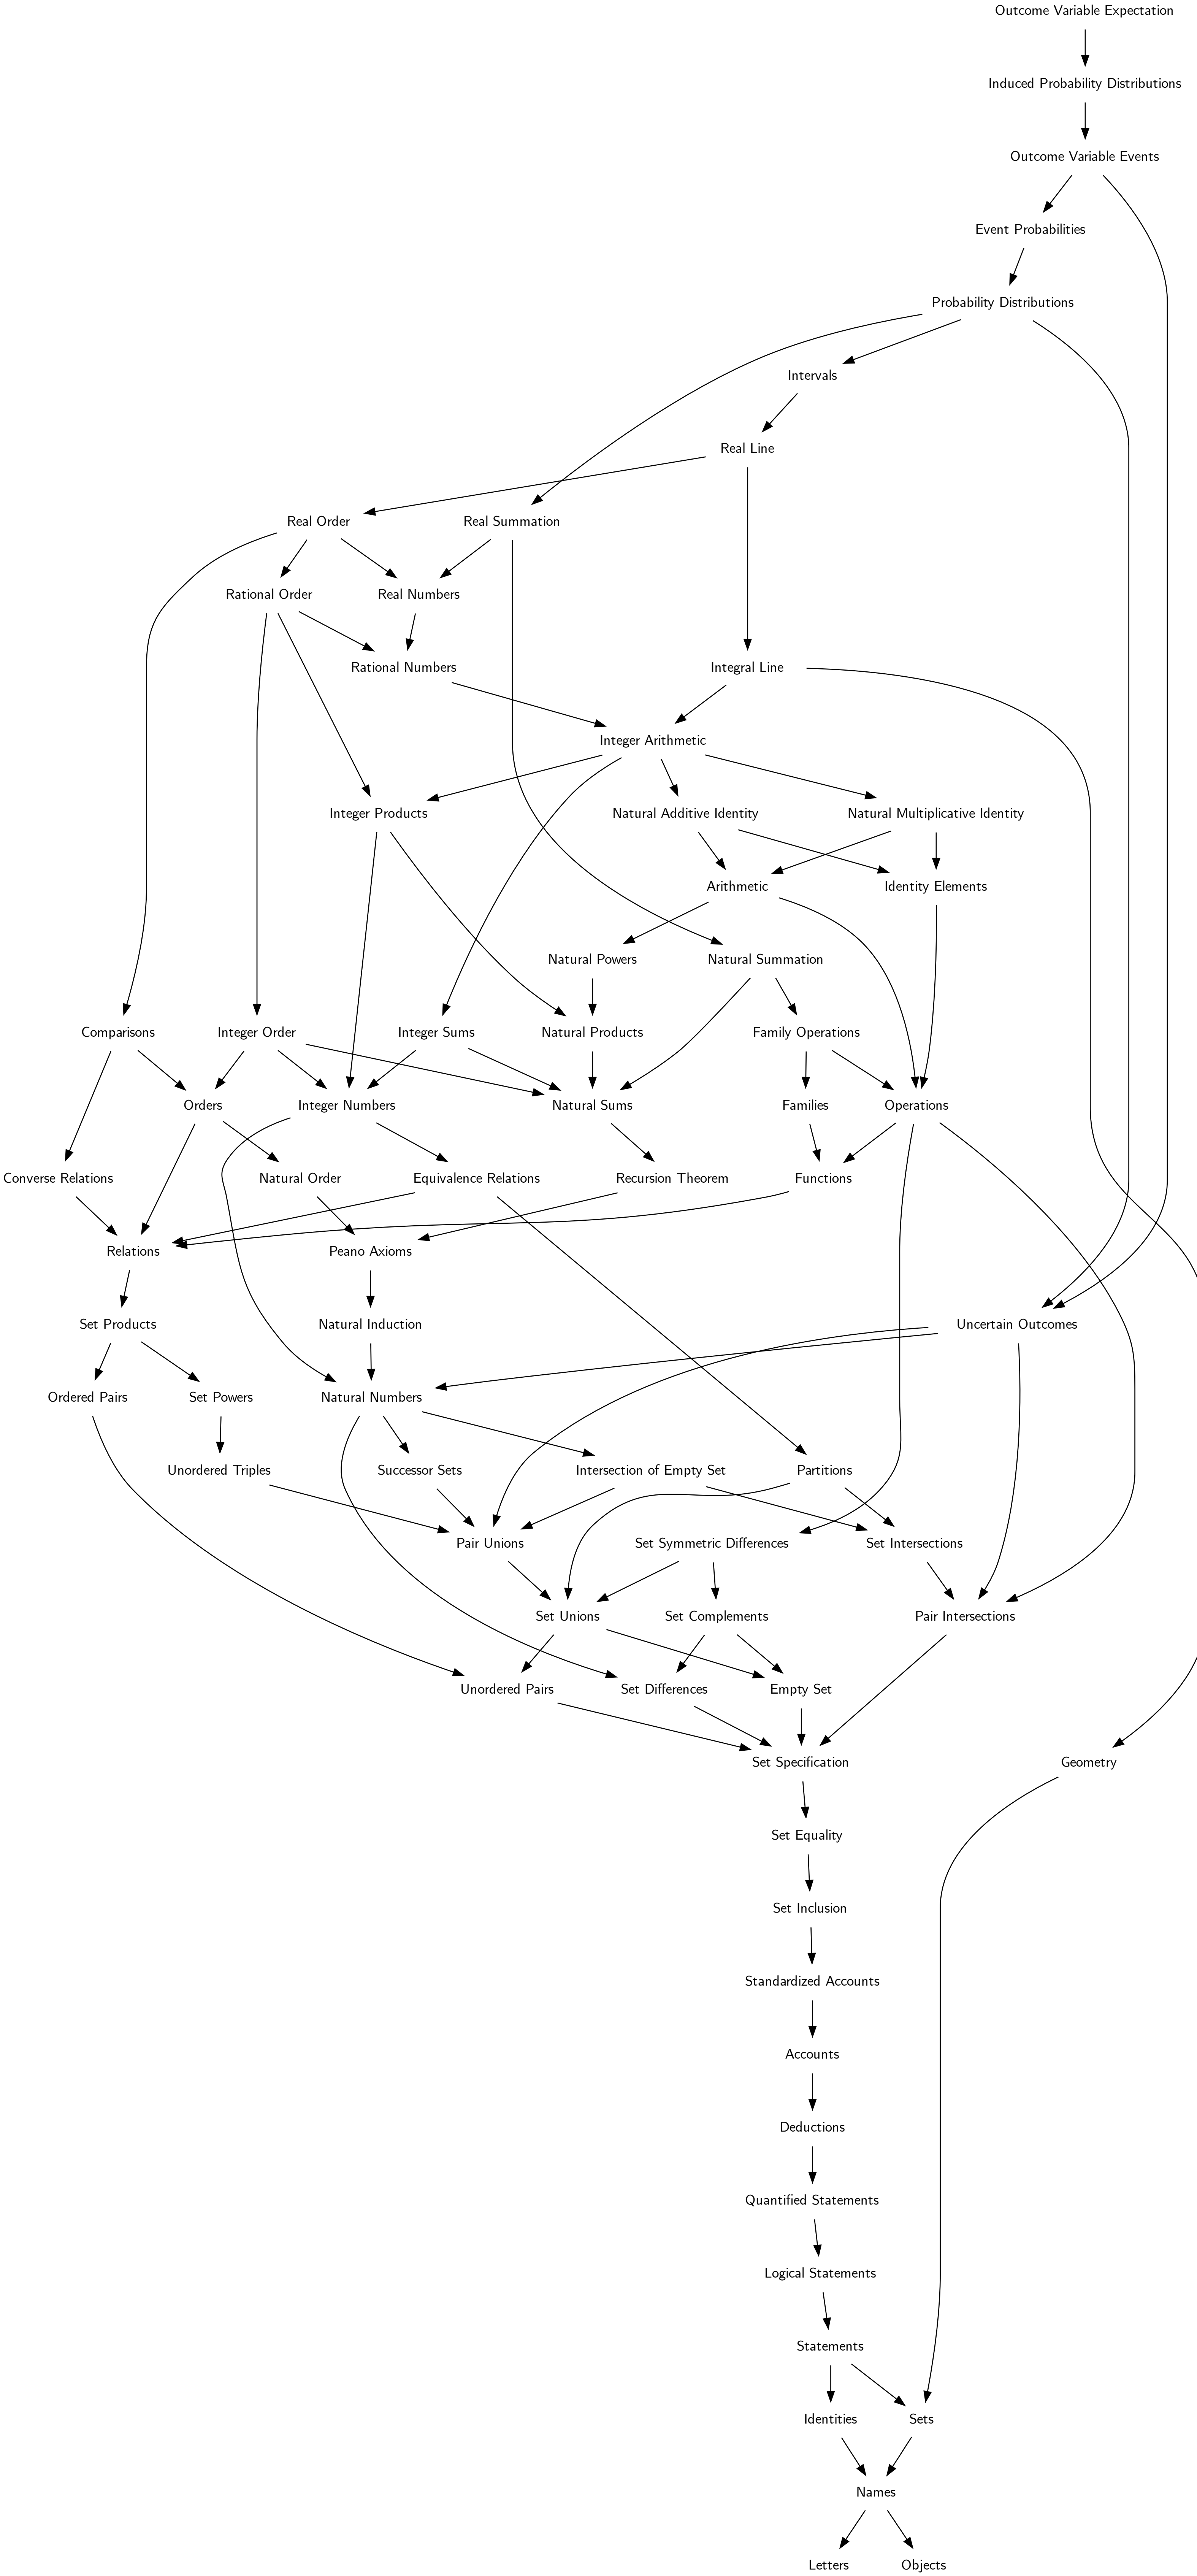 Outcome Variable Expectation
Induced Probability Distributions
Outcome Variable Events
Event Probabilities
Probability Distributions
Intervals
Real Line
Real Order
Real Summation
Rational Order
Real Numbers
Rational Numbers
Integral Line
Integer Arithmetic
Integer Products
Natural Additive Identity
Natural Multiplicative Identity
Arithmetic
Identity Elements
Natural Powers
Natural Summation
Comparisons
Integer Order
Integer Sums
Natural Products
Family Operations
Orders
Integer Numbers
Natural Sums
Families
Operations
Converse Relations
Natural Order
Equivalence Relations
Recursion Theorem
Functions
Relations
Peano Axioms
Set Products
Natural Induction
Uncertain Outcomes
Ordered Pairs
Set Powers
Natural Numbers
Unordered Triples
Successor Sets
Intersection of Empty Set
Partitions
Pair Unions
Set Symmetric Differences
Set Intersections
Set Unions
Set Complements
Pair Intersections
Unordered Pairs
Set Differences
Empty Set
Set Specification
Geometry
Set Equality
Set Inclusion
Standardized Accounts
Accounts
Deductions
Quantified Statements
Logical Statements
Statements
Identities
Sets
Names
Letters
Objects